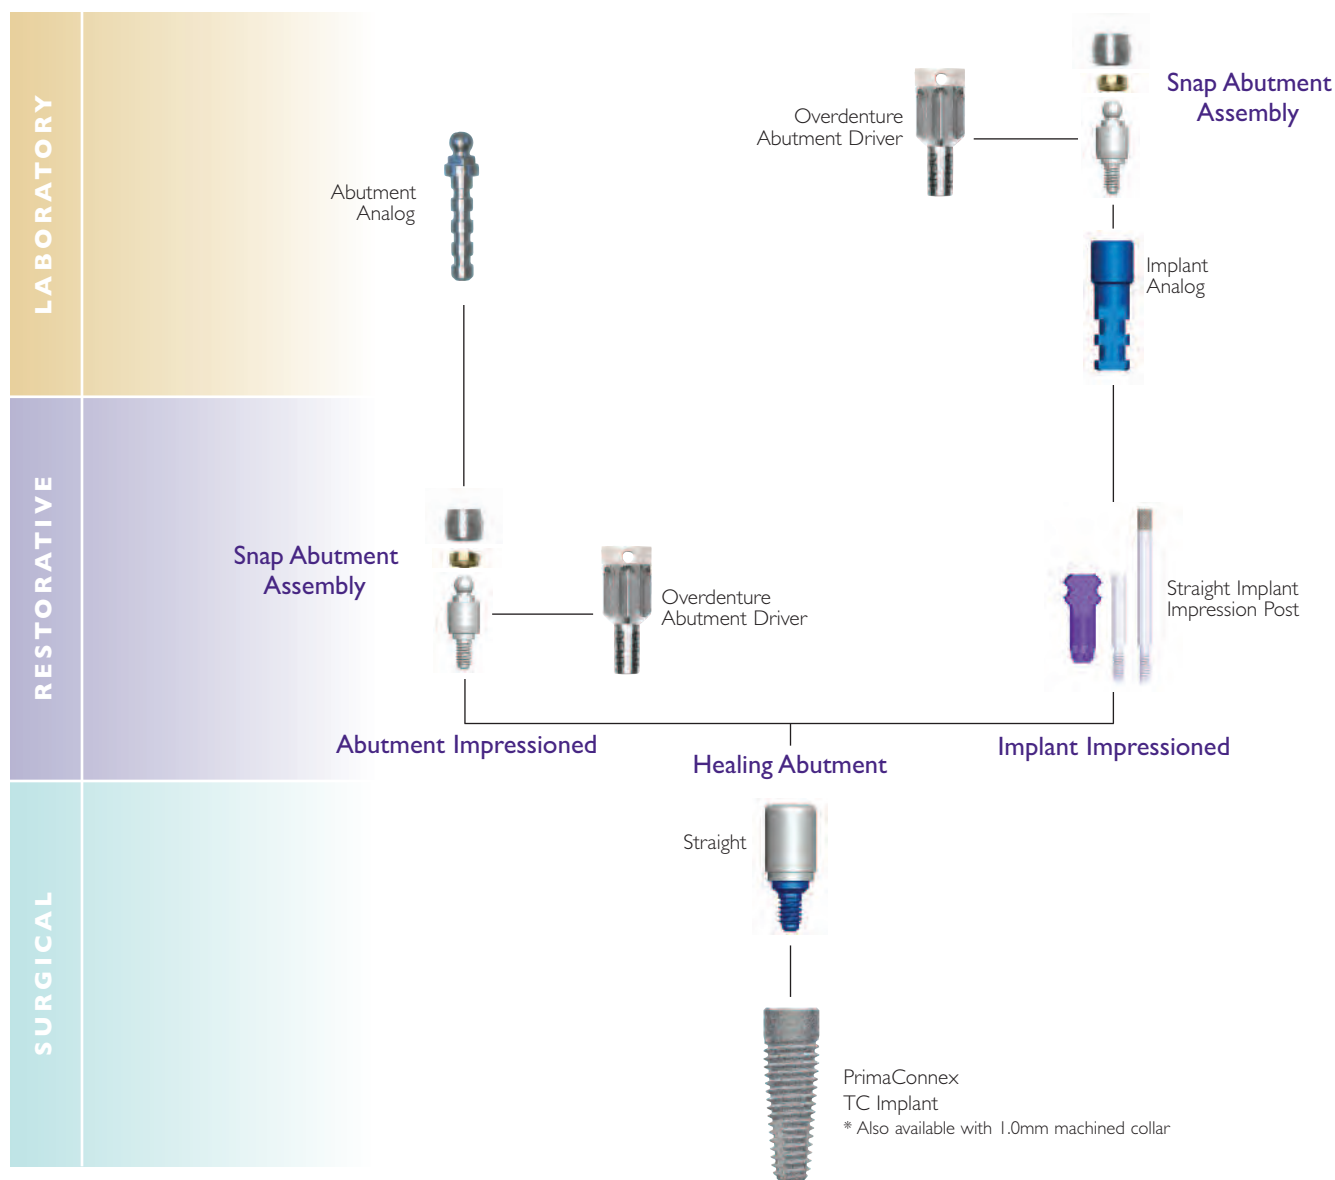 LABORATORY
Abutment
Analog
Overdenture
Abutment Driver
Snap Abutment
Assembly
Implant
Analog
RESTORATIVE
Snap Abutment
Assembly
Overdenture
Abutment Driver
Straight Implant
Impression Post
Abutment Impressioned
Healing Abutment
Implant Impressioned
SURGICAL
Straight
PrimaConnex
TC Implant
* Also available with 1.0mm machined collar